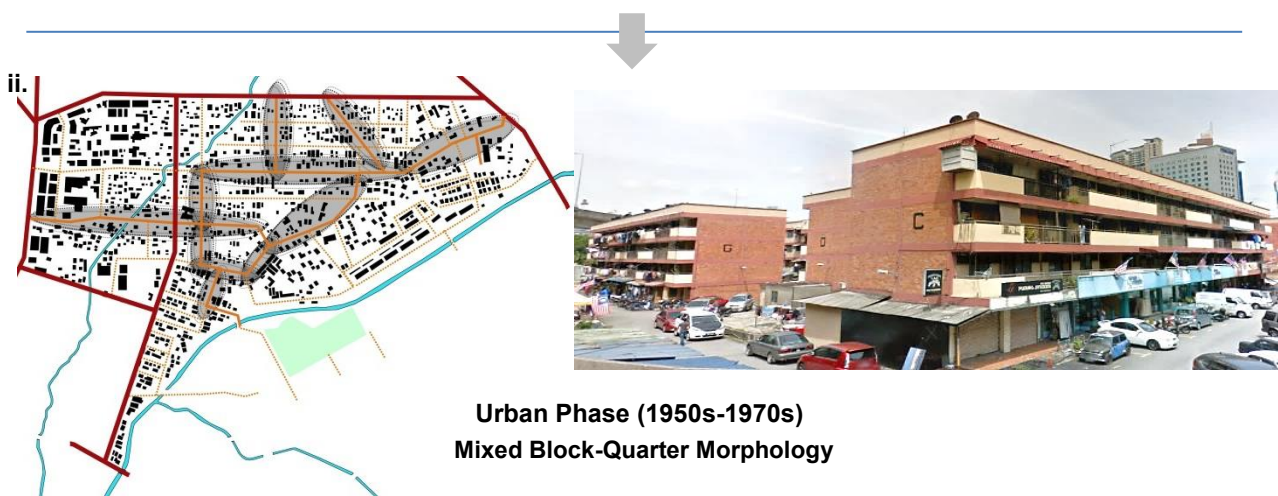 ii.
G
D
C
Urban Phase (1950s-1970s)
Mixed Block-Quarter Morphology